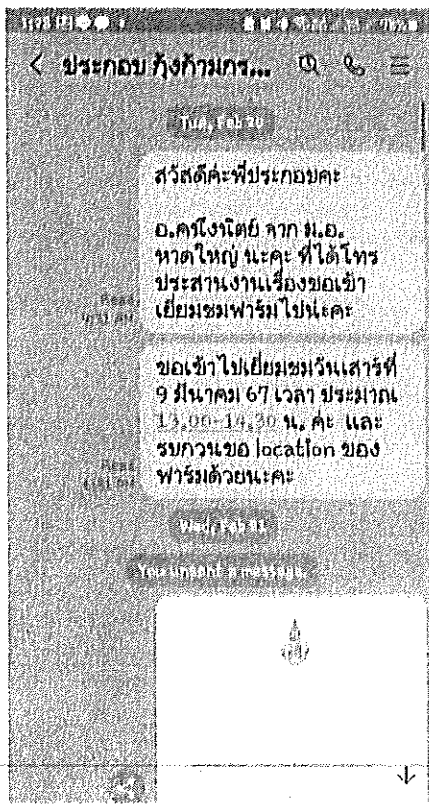 ประกอบ กุ้งก้ามกร...
Tue, Feb 20
สวัสดีค่ะพี่ประกอบคะ
อ.คนึงนิตย์ จาก ม.อ.
หาดใหญ่ นะคะ ที่ได้โทร
ประสานงานเรื่องขอเข้า
เยี่ยมชมฟาร์มไปน่ะคะ
Read
ขอเข้าไปเยี่ยมชมวันเสาร์ที่
9 มีนาคม 67 เวลา ประมาณ
13.00-14.30 น. ค่ะ และ
รบกวนขอ location ของ
ฟาร์มด้วยนะคะ
Read
Wed, Feb 21
You unsent a message.